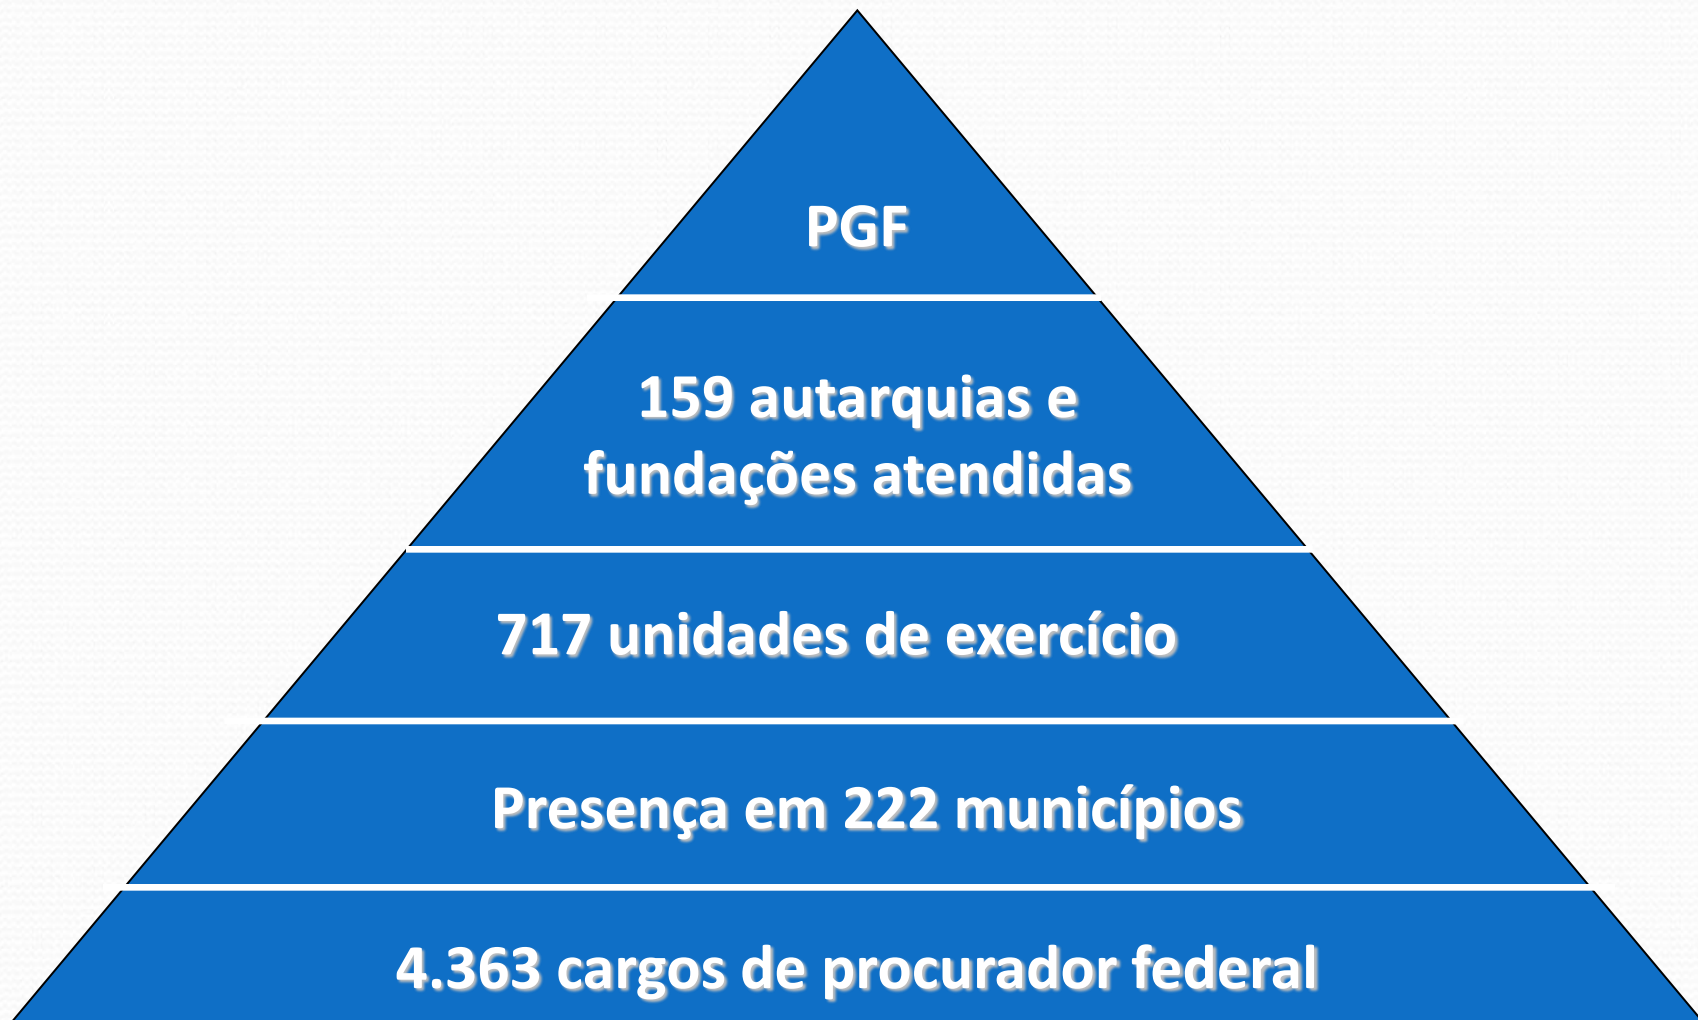 PGF
159 autarquias e
fundações atendidas
717 unidades de exercício
Presença em 222 municípios
4.363 cargos de procurador federal